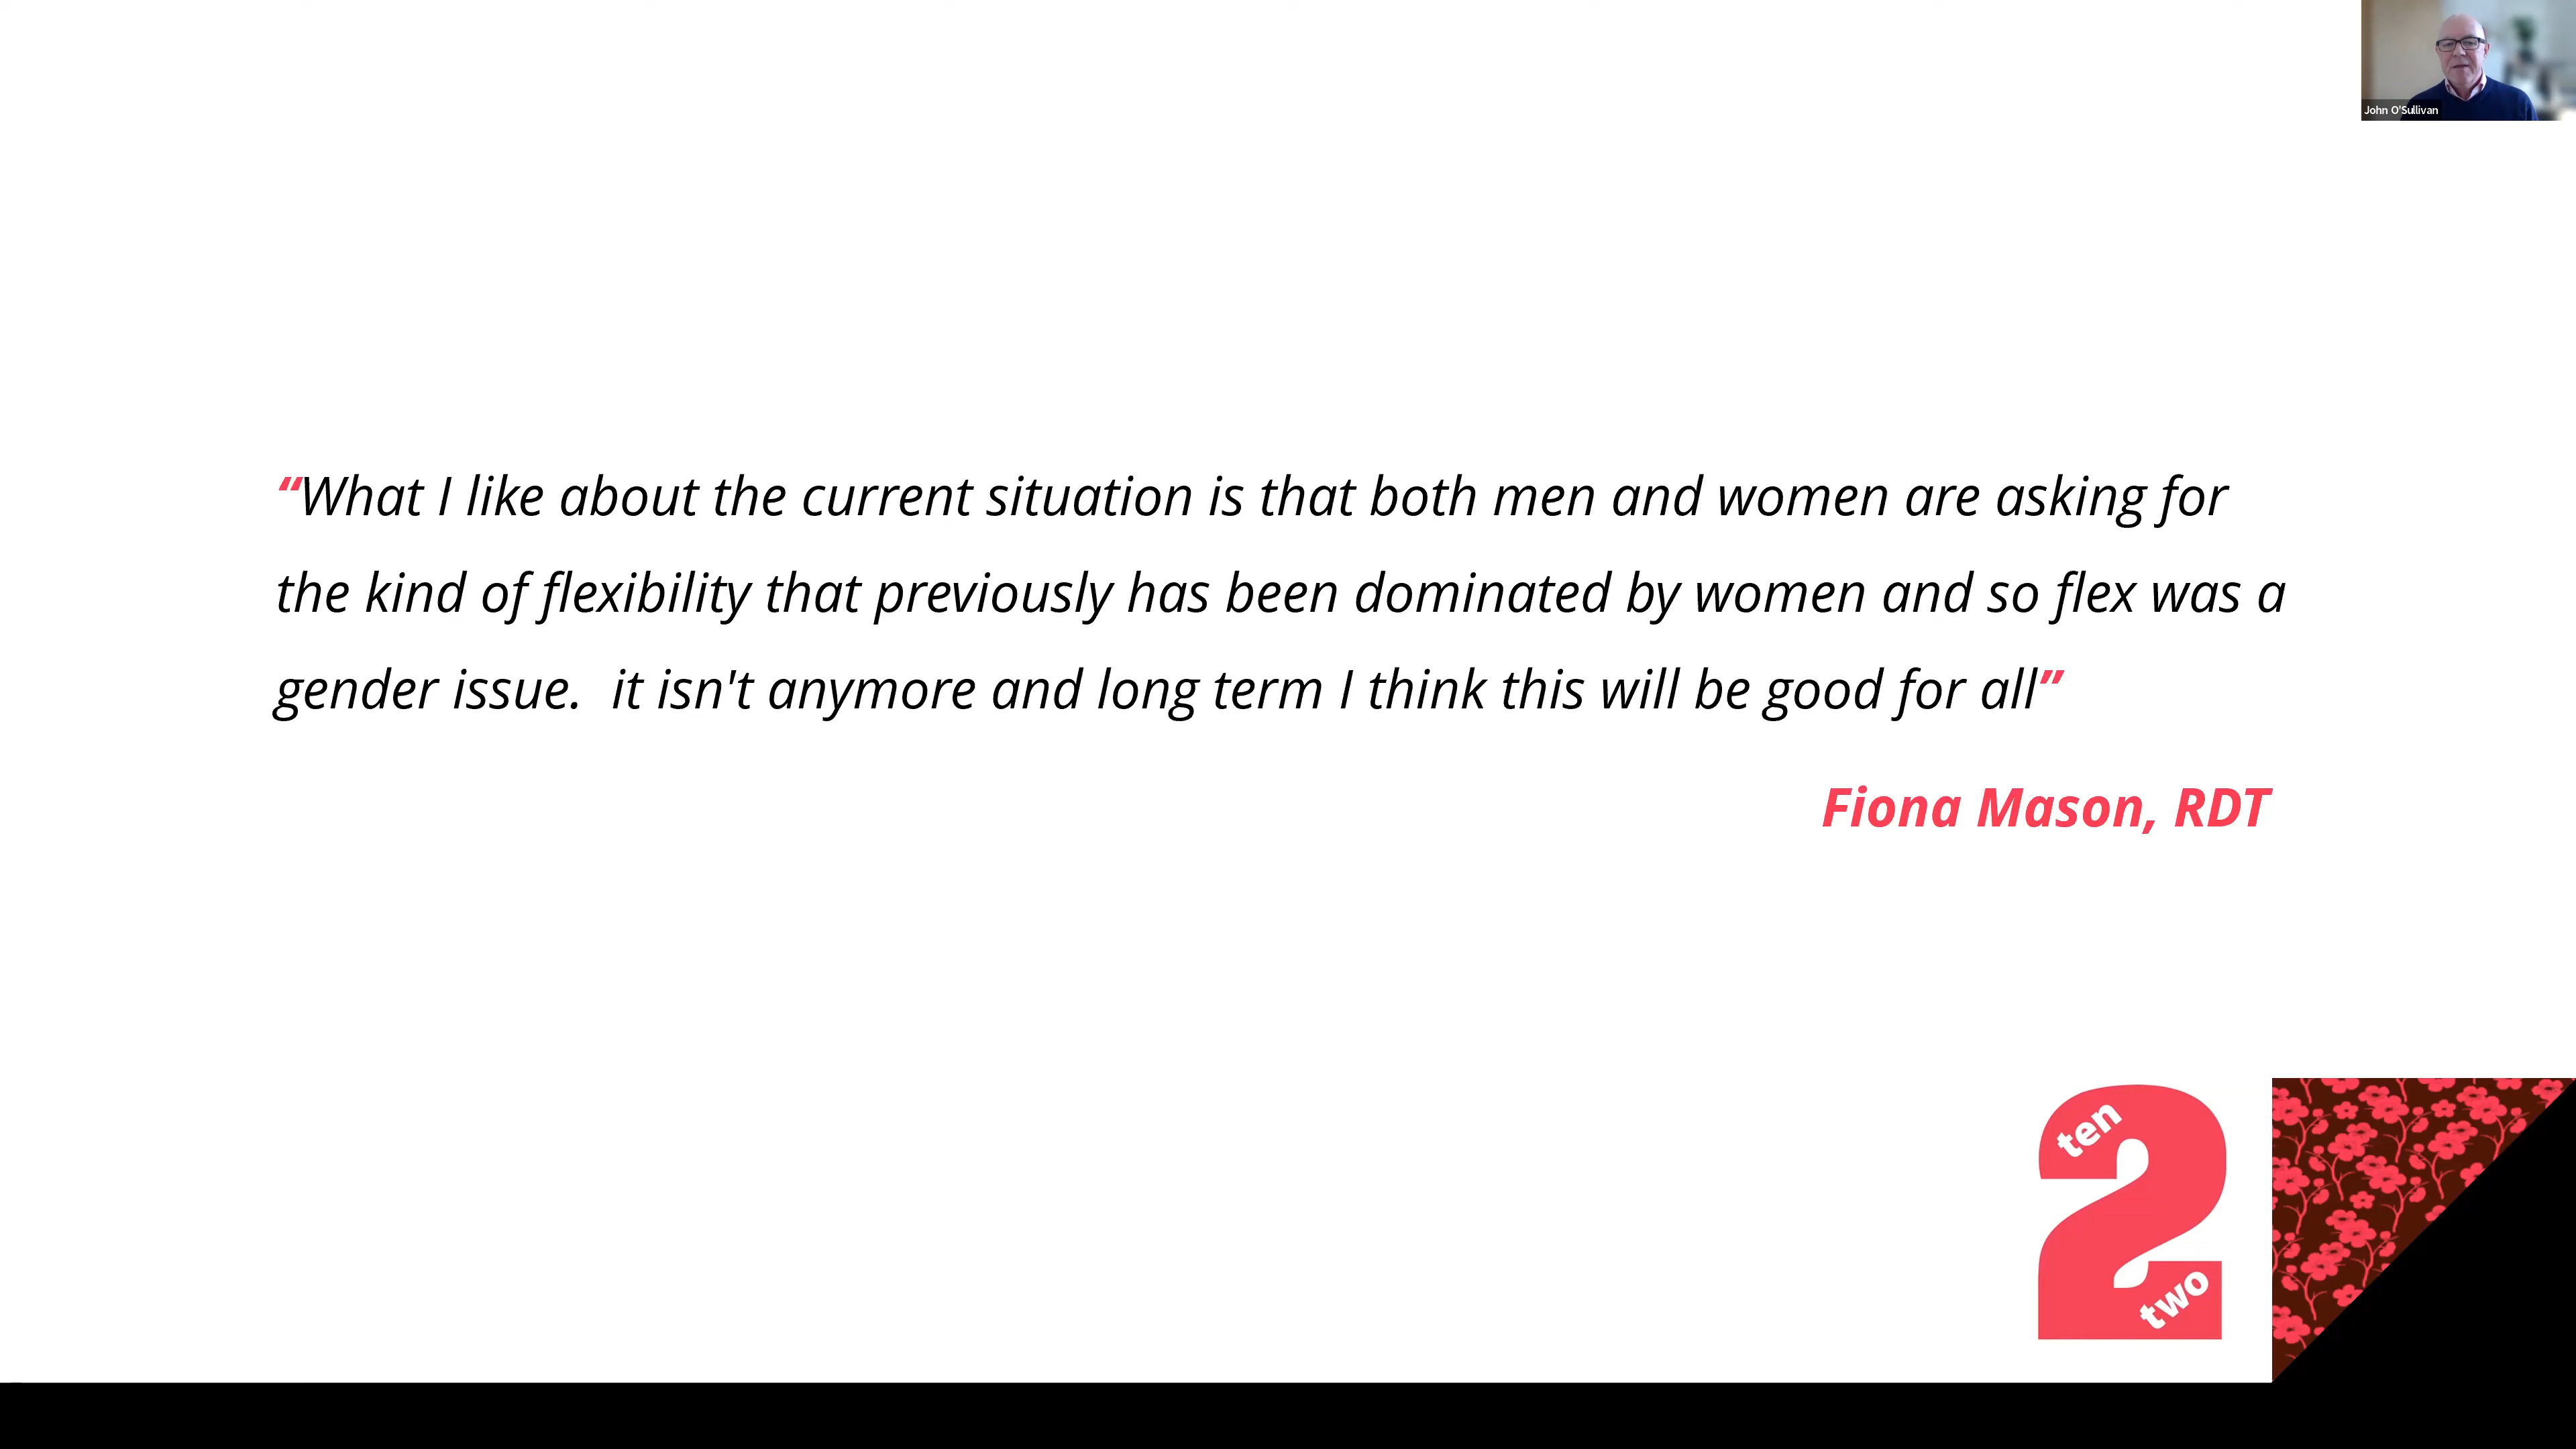 John O'Sullivan
“What I like about the current situation is that both men and women are asking for
the kind of flexibility that previously has been dominated by women and so flex was a
gender issue.  it isn't anymore and long term I think this will be good for all”
Fiona Mason, RDT
ten
2
two